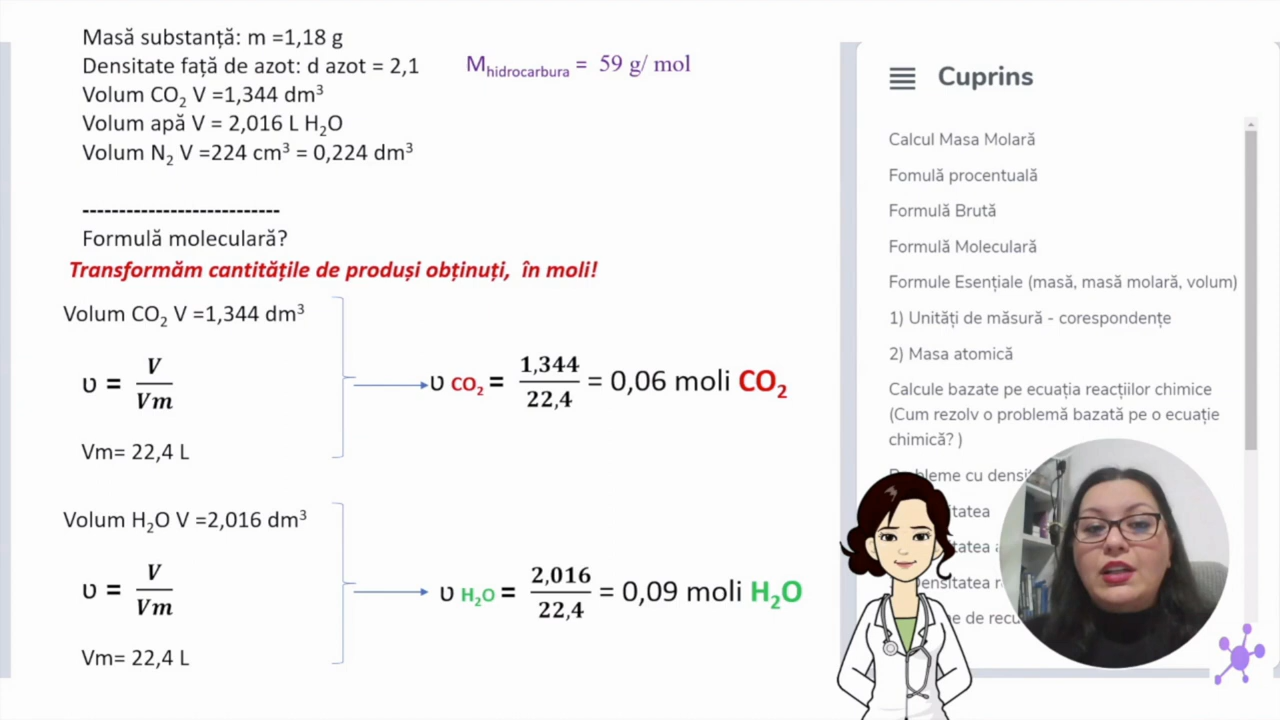 Masă substanță: m =1,18 g
Densitate față de azot: d azot = 2,1
Volum CO₂ V =1,344 dm³
Volum apă V = 2,016 L H₂O
Volum N₂ V =224 cm³ = 0,224 dm³
M hidrocarbura = 59 g/ mol
---------------------------
Formulă moleculară?
Transformăm cantitățile de produși obținuți, în moli!
Volum CO₂ V =1,344 dm³
υ = V/Vm
Vm= 22,4 L
υ CO₂ = 1,344/22,4 = 0,06 moli CO₂
Volum H₂O V =2,016 dm³
υ = V/Vm
Vm= 22,4 L
υ H₂O = 2,016/22,4 = 0,09 moli H₂O
Cuprins
Calcul Masa Molară
Fomulă procentuală
Formulă Brută
Formulă Moleculară
Formule Esențiale (masă, masă molară, volum)
1) Unități de măsură - corespondențe
2) Masa atomică
Calcule bazate pe ecuația reacțiilor chimice
(Cum rezolv o problemă bazată pe o ecuație
chimică? )